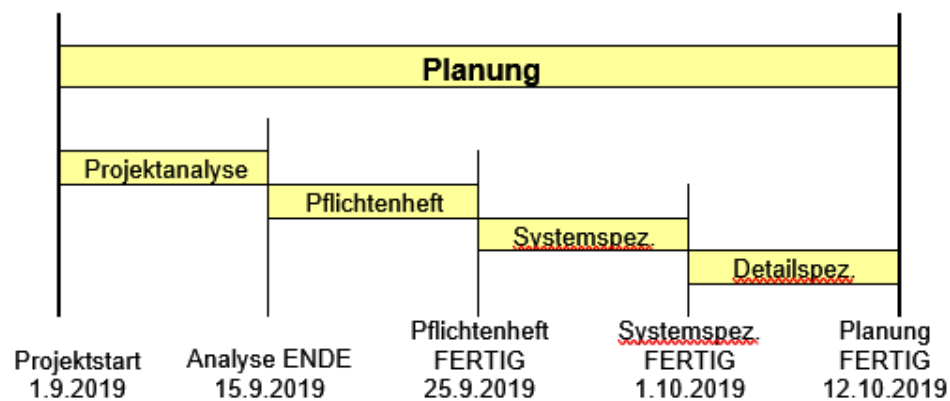 Planung
Projektanalyse
Pflichtenheft
Systemspez.
Detailspez.
Projektstart
1.9.2019
Analyse ENDE
15.9.2019
Pflichtenheft
FERTIG
25.9.2019
Systemspez.
FERTIG
1.10.2019
Planung
FERTIG
12.10.2019